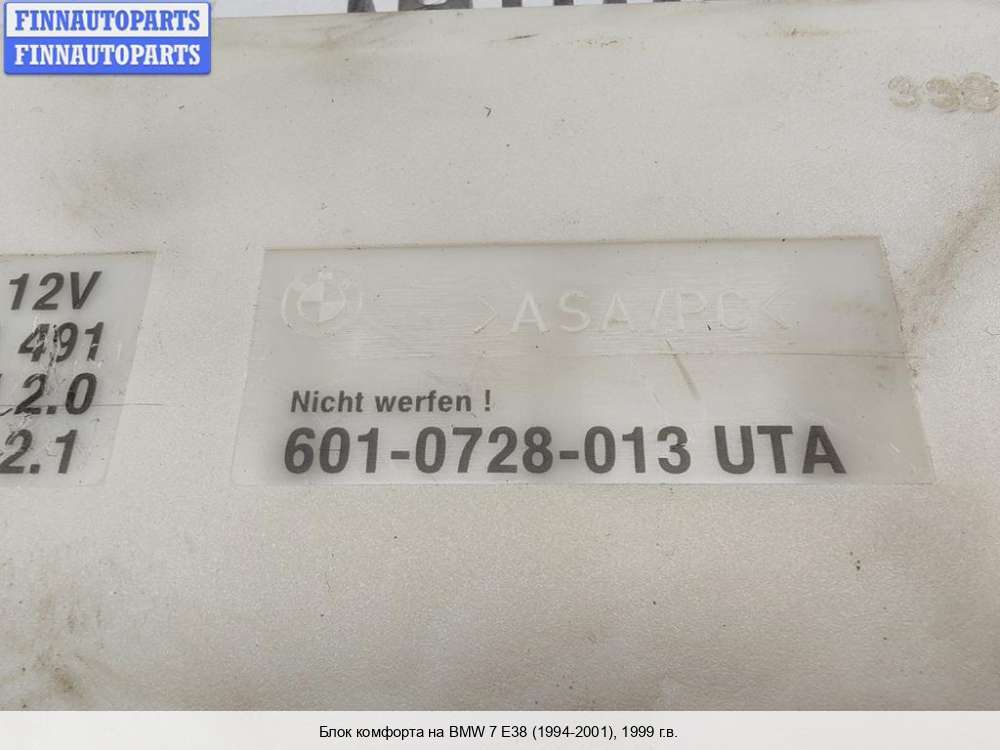 FINNAUTOPARTS
FINNAUTOPARTS
338
12V
491
2.0
2.1
>ASA/PC<
Nicht werfen !
601-0728-013 UTA
Блок комфорта на BMW 7 E38 (1994-2001), 1999 г.в.